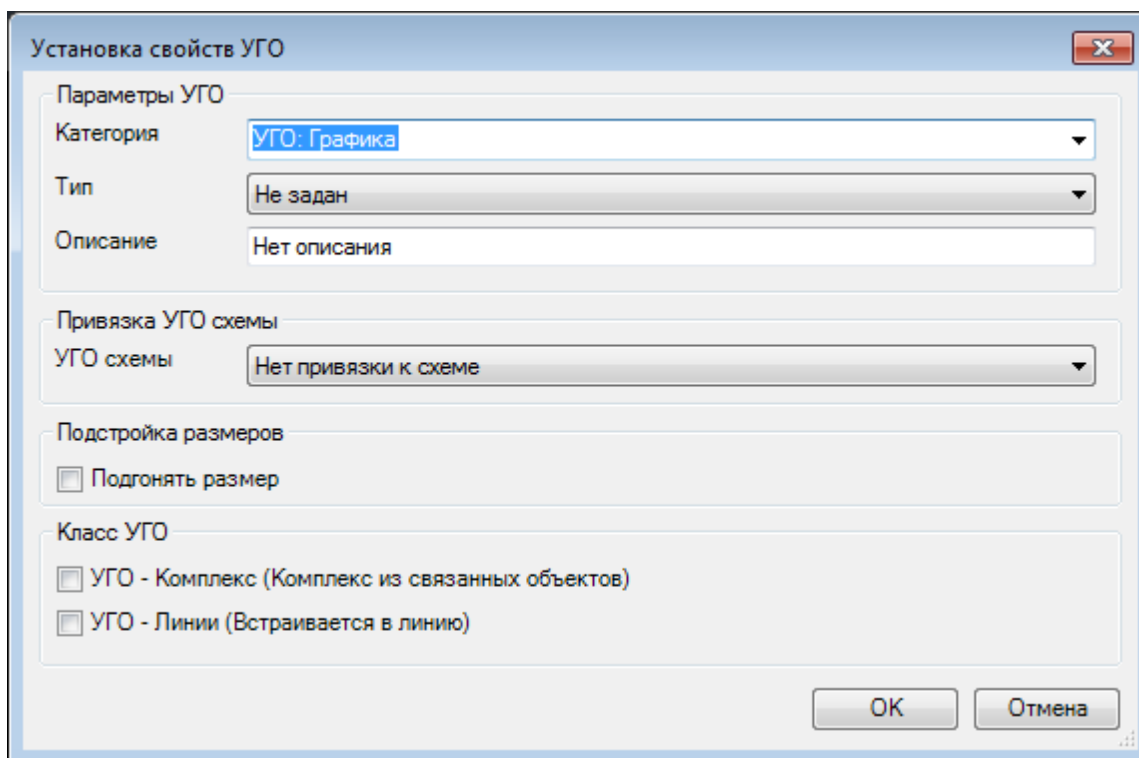 Установка свойств УГО
Параметры УГО
Категория УГО: Графика
Тип Не задан
Описание Нет описания
Привязка УГО схемы
УГО схемы Нет привязки к схеме
Подстройка размеров
Подгонять размер
Класс УГО
УГО - Комплекс (Комплекс из связанных объектов)
УГО - Линии (Встраивается в линию)
OK Отмена